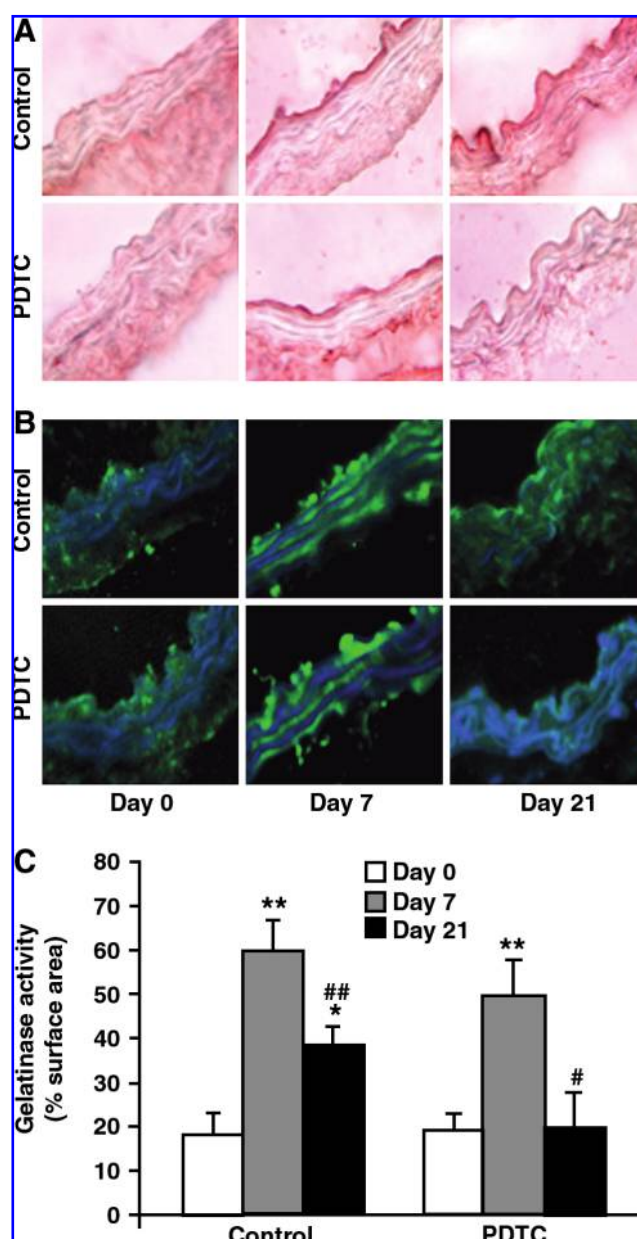 A
Control
PDTC
B
Control
PDTC
Day 0 Day 7 Day 21
C
Gelatinase activity
(% surface area)
80
70
60
50
40
30
20
10
0
Day 0
Day 7
Day 21
**
##
*
**
#
Control PDTC